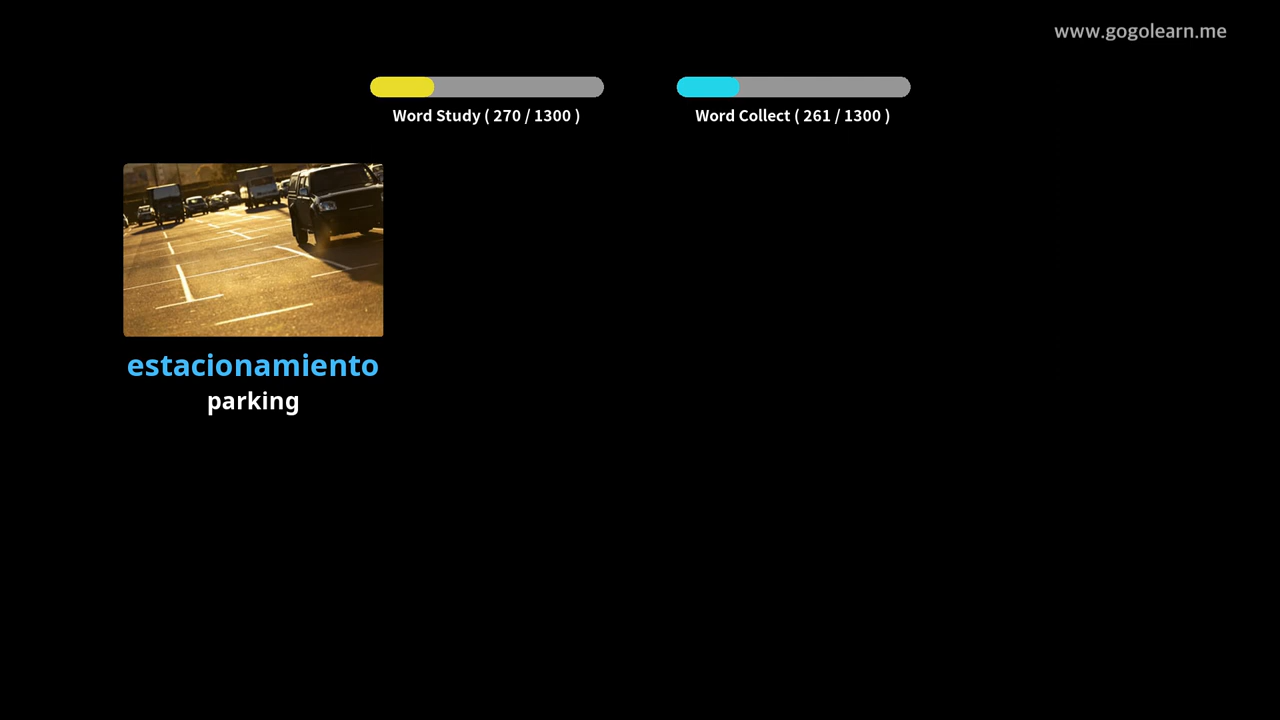 www.gogolearn.me
Word Study ( 270 / 1300 )
Word Collect ( 261 / 1300 )
estacionamiento
parking